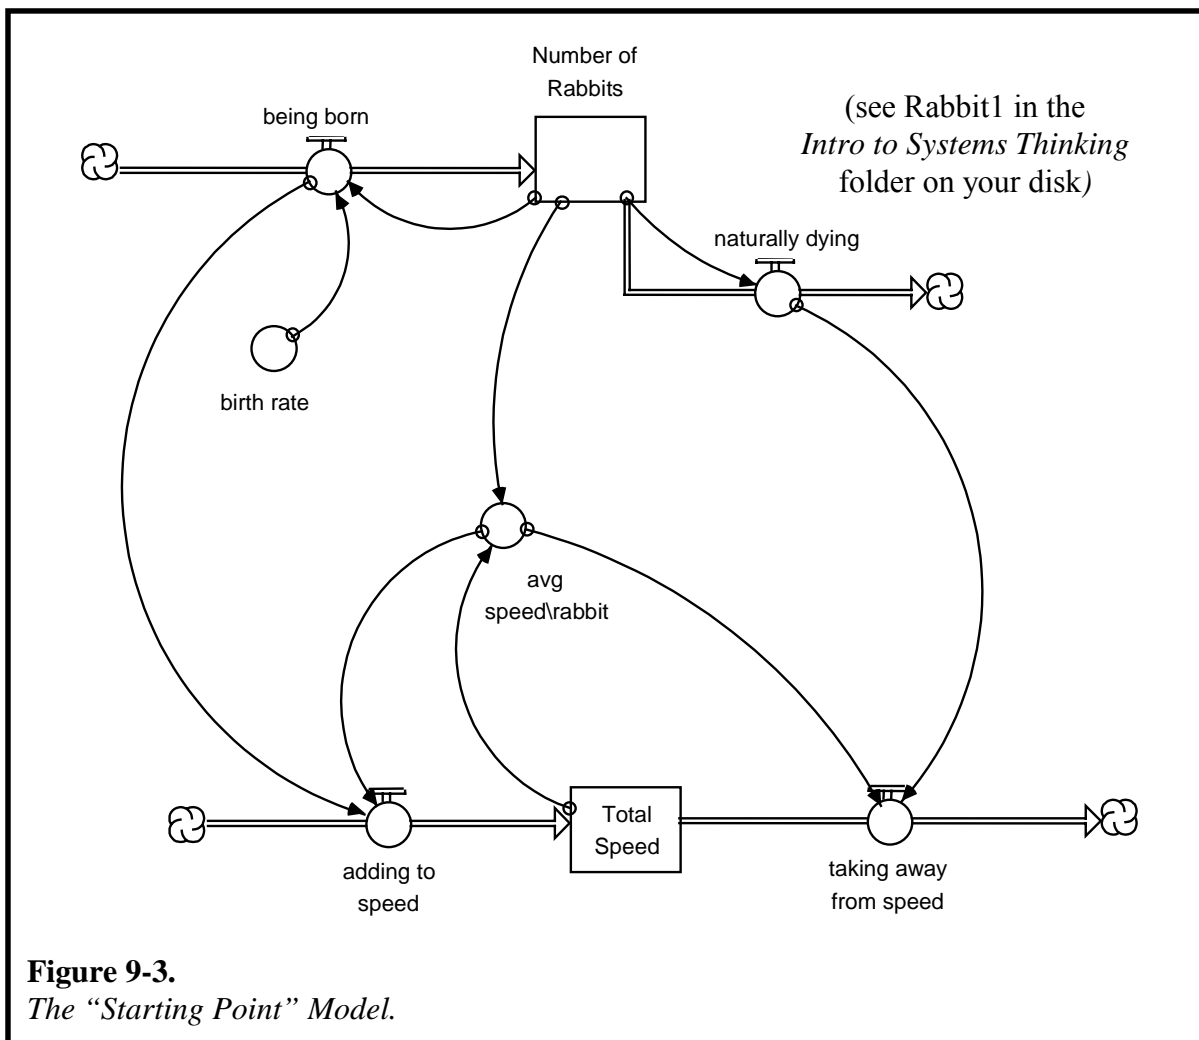 Number of
Rabbits
being born
(see Rabbit1 in the
Intro to Systems Thinking
folder on your disk)
naturally dying
birth rate
avg
speed\rabbit
Total
Speed
adding to
speed
taking away
from speed
Figure 9-3.
The “Starting Point” Model.